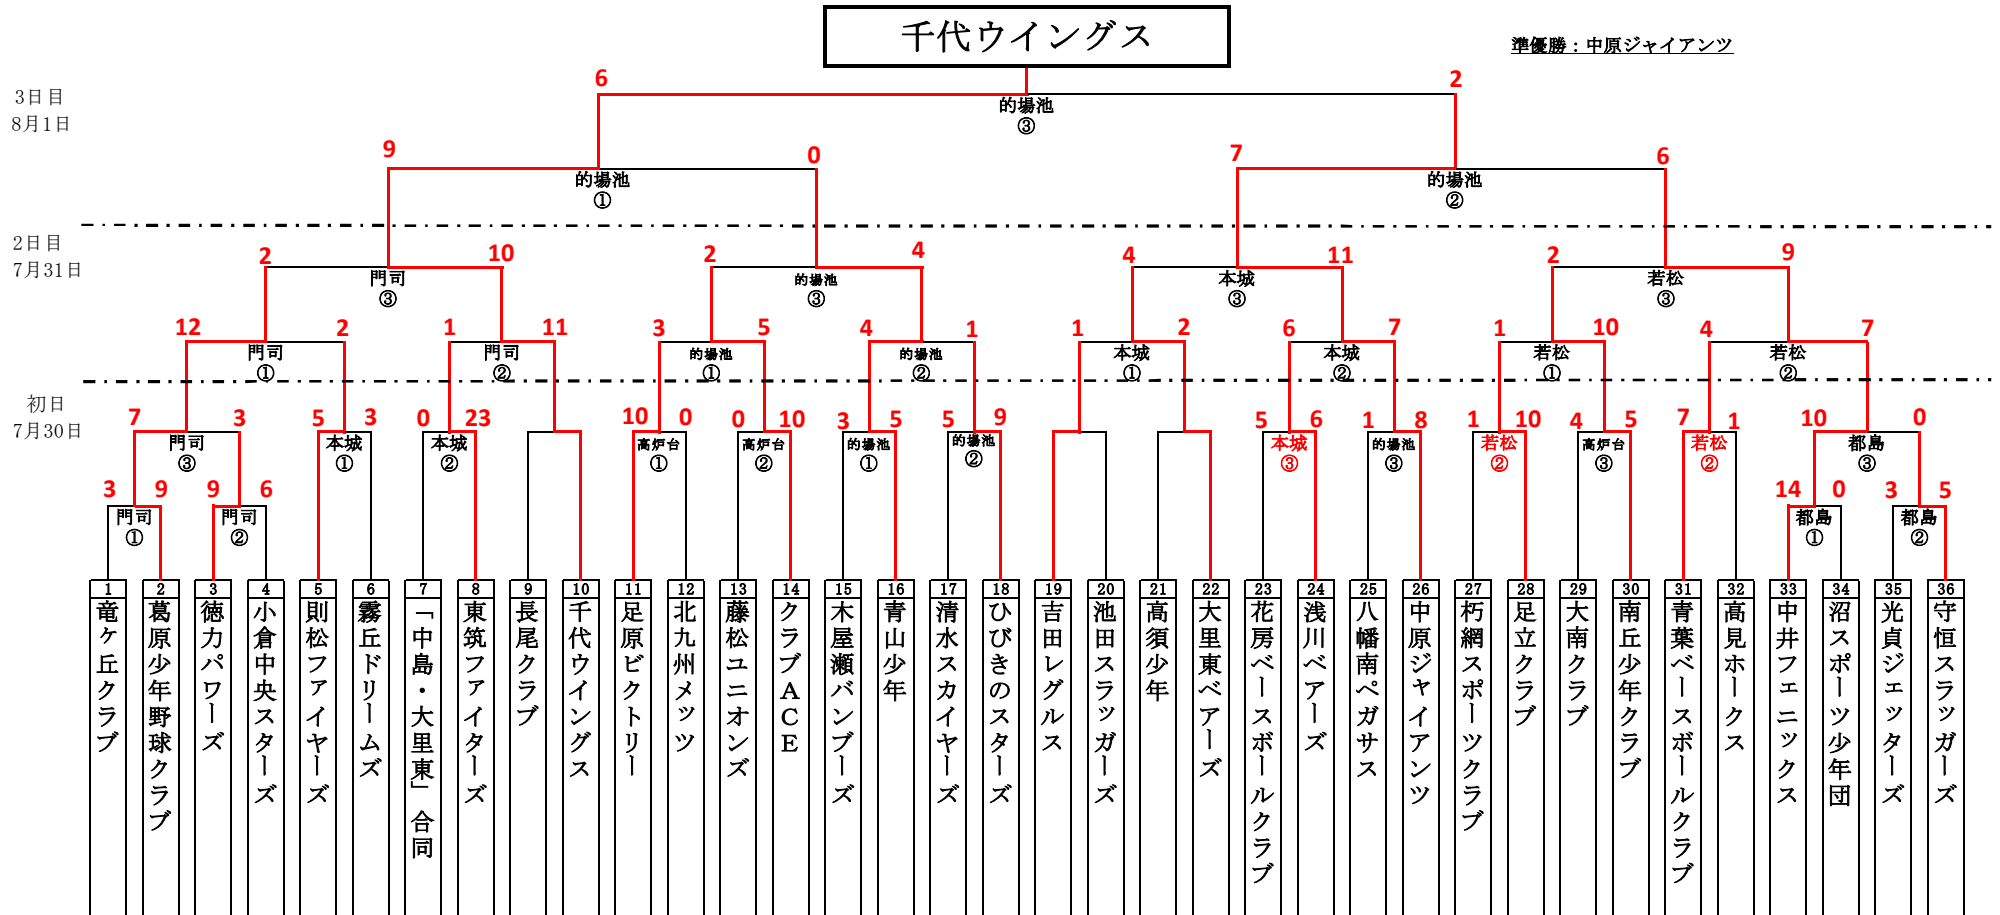 千代ウイングス
準優勝：中原ジャイアンツ
6
2
3日目
8月1日
的場池
③
9
0
7
6
的場池
①
的場池
②
2日目
7月31日
2
10
2
4
4
11
2
9
門司
③
的場池
③
本城
③
若松
③
12
2
1
11
3
5
4
1
1
2
6
7
1
10
4
7
門司
①
門司
②
的場池
①
的場池
②
本城
①
本城
②
若松
①
若松
②
初日
7月30日
7
3
5
3
0
23
10
0
0
10
3
5
5
9
5
6
1
8
1
10
4
5
7
1
10
0
門司
③
本城
①
本城
②
高炉台
①
高炉台
②
的場池
①
的場池
②
本城
③
的場池
③
若松
②
高炉台
③
若松
②
都島
③
3
9
9
6
14
0
3
5
門司
①
門司
②
都島
①
都島
②
1
竜ヶ丘クラブ
2
葛原少年野球クラブ
3
徳力パワーズ
4
小倉中央スターズ
5
則松ファイヤーズ
6
霧丘ドリームズ
7
「中島・大里東」合同
8
東筑ファイターズ
9
長尾クラブ
10
千代ウイングス
11
足原ビクトリー
12
北九州メッツ
13
藤松ユニオンズ
14
クラブACE
15
木屋瀬バンブーズ
16
青山少年
17
清水スカイヤーズ
18
ひびきのスターズ
19
吉田レグルス
20
池田スラッガーズ
21
高須少年
22
大里東ベアーズ
23
花房ベースボールクラブ
24
浅川ベアーズ
25
八幡南ペガサス
26
中原ジャイアンツ
27
朽網スポーツクラブ
28
足立クラブ
29
大南クラブ
30
南丘少年クラブ
31
青葉ベースボールクラブ
32
高見ホークス
33
中井フェニックス
34
沼スポーツ少年団
35
光貞ジェッターズ
36
守恒スラッガーズ